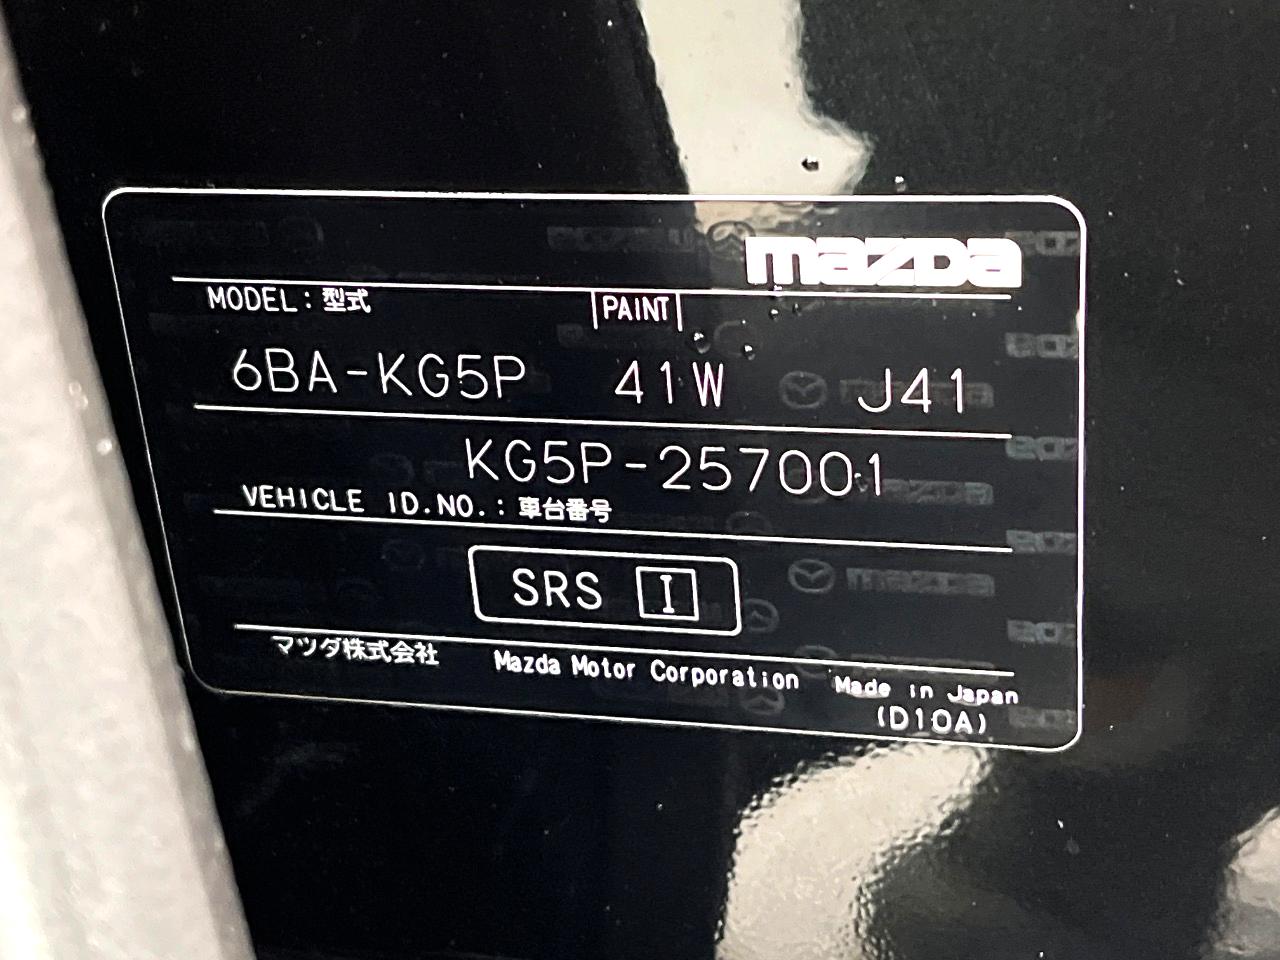 mazda
MODEL：型式 PAINT
6BA-KG5P 41W J41
KG5P-257001
VEHICLE ID.NO.：車台番号
SRS I
マツダ株式会社 Mazda Motor Corporation Made in Japan
(D10A)